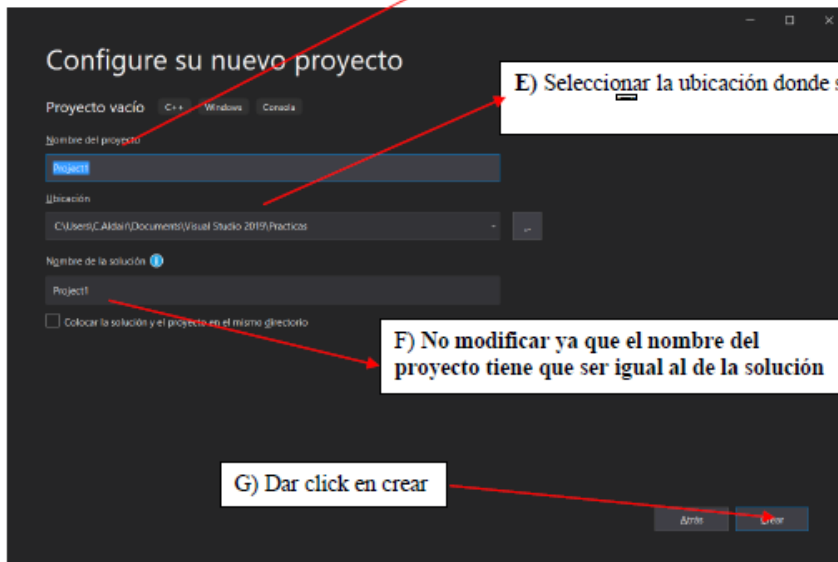 Configure su nuevo proyecto
E) Seleccionar la ubicación donde s
Proyecto vacío C++ Windows Consola
Nombre del proyecto
Project1
Ubicación
C:\Users\C.Aldair\Documents\Visual Studio 2019\Practicas
...
Nombre de la solución
Project1
Colocar la solución y el proyecto en el mismo directorio
F) No modificar ya que el nombre del
proyecto tiene que ser igual al de la solución
G) Dar click en crear
Atrás Crear